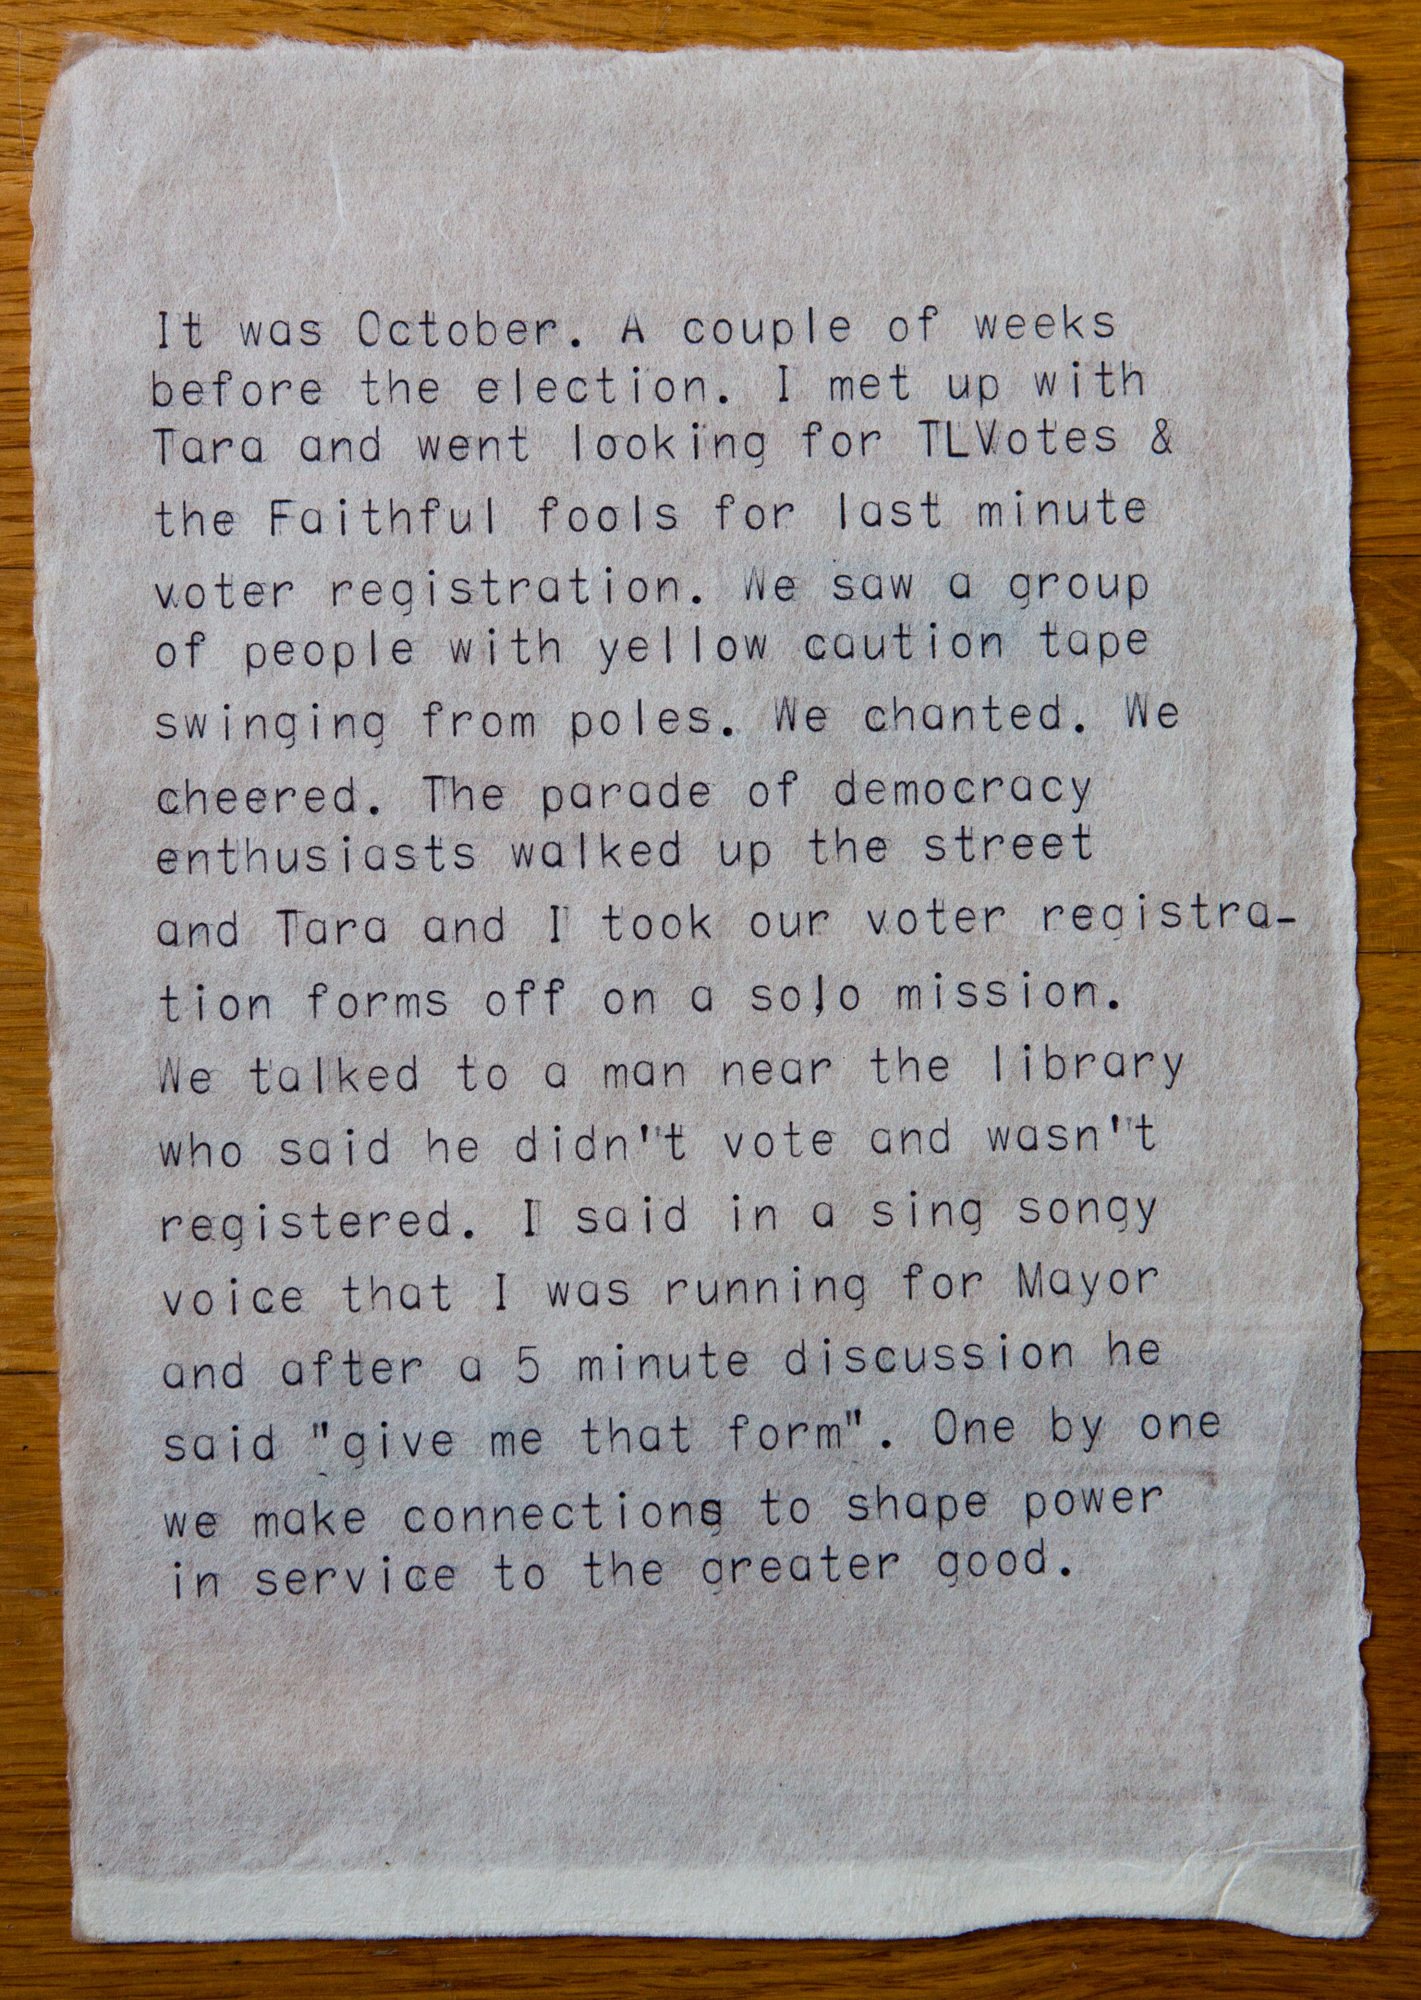 It was October. A couple of weeks
before the election. I met up with
Tara and went looking for TLVotes &
the Faithful fools for last minute
voter registration. We saw a group
of people with yellow caution tape
swinging from poles. We chanted. We
cheered. The parade of democracy
enthusiasts walked up the street
and Tara and I took our voter registra-
tion forms off on a solo mission.
We talked to a man near the library
who said he didn't vote and wasn't
registered. I said in a sing songy
voice that I was running for Mayor
and after a 5 minute discussion he
said "give me that form". One by one
we make connections to shape power
in service to the greater good.